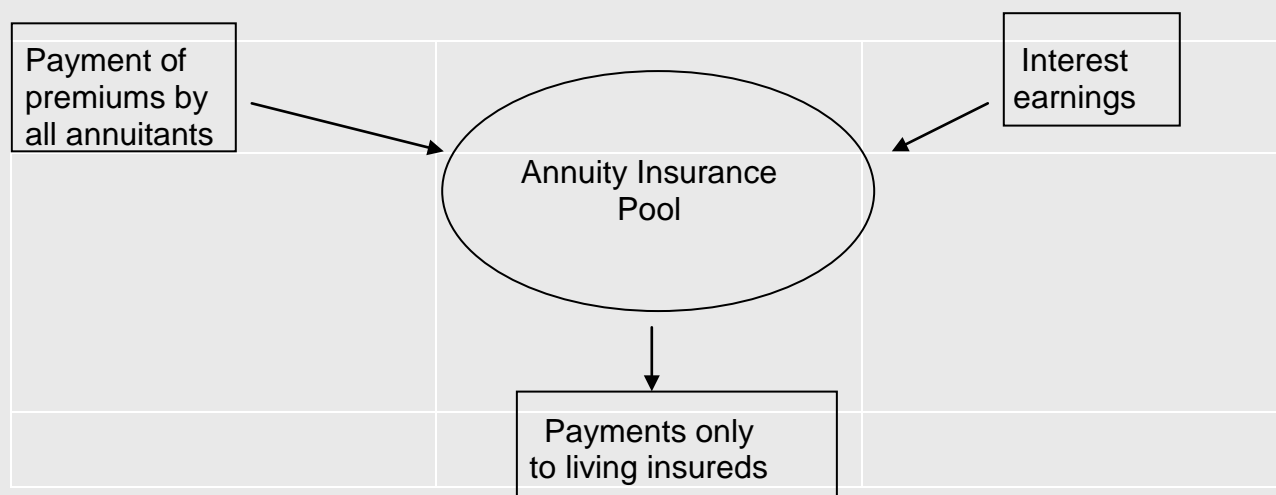 Payment of
premiums by
all annuitants
Interest
earnings
Annuity Insurance
Pool
Payments only
to living insureds